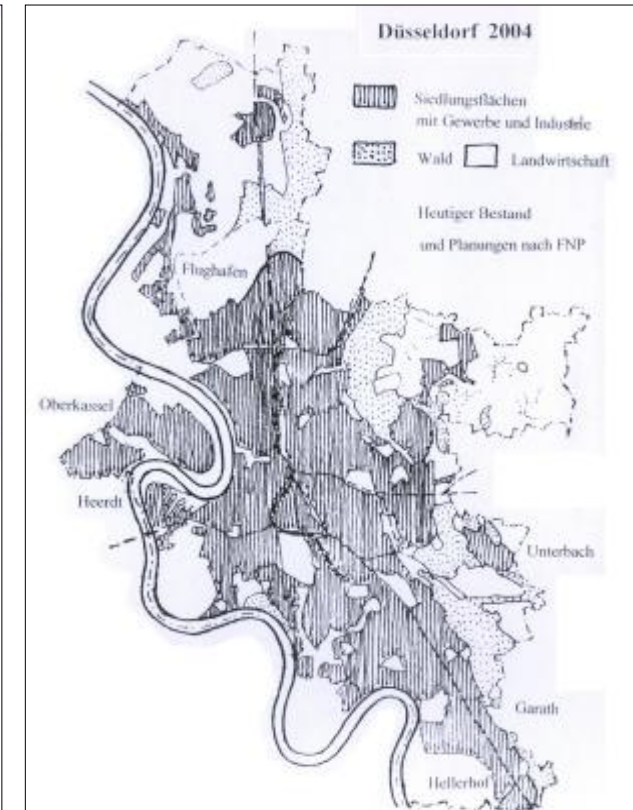 Düsseldorf 2004
Siedlungsflächen
mit Gewerbe und Industrie
Wald Landwirtschaft
Heutiger Bestand
und Planungen nach FNP
Flughafen
Oberkassel
Heerdt
Unterbach
Garath
Hellerhof